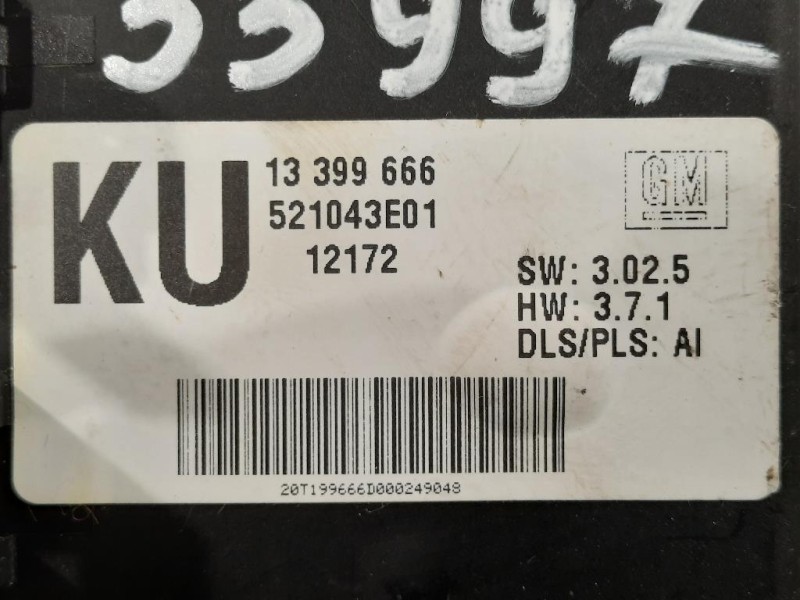 33997
KU
13 399 666
521043E01
12172
GM
SW: 3.02.5
HW: 3.7.1
DLS/PLS: AI
20T199666D000249048